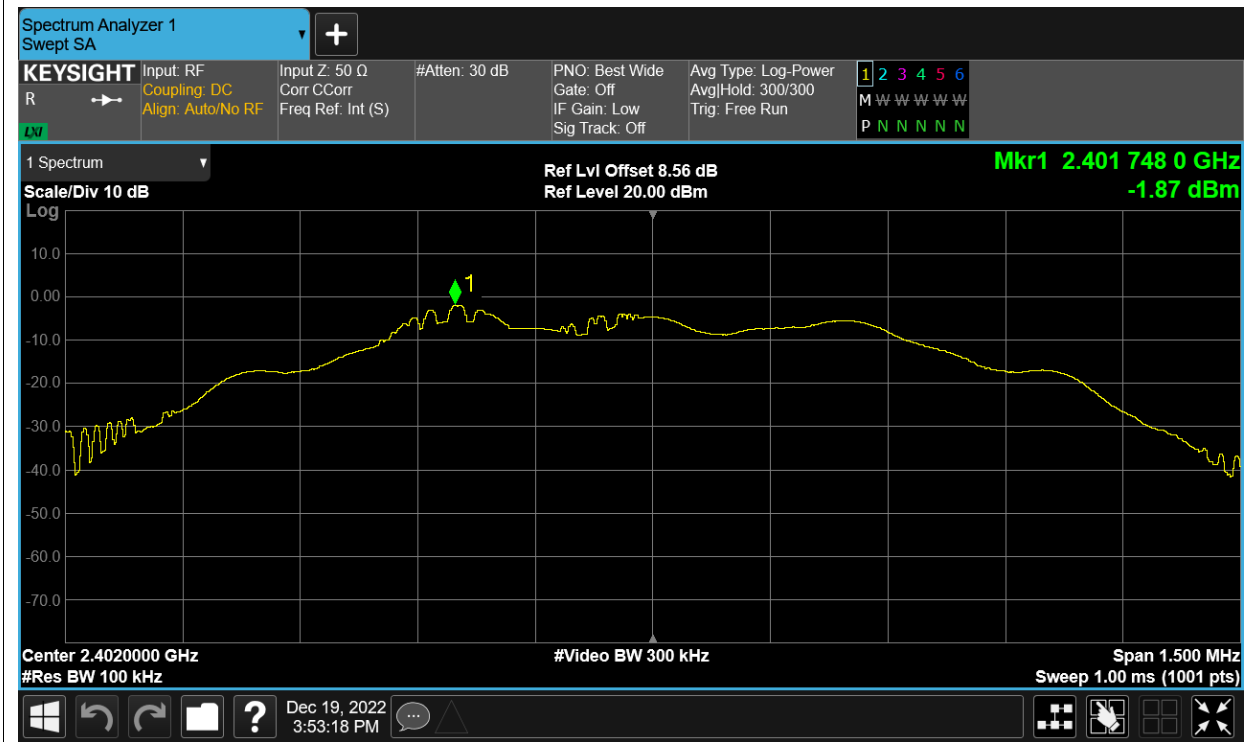 Spectrum Analyzer 1
Swept SA
KEYSIGHT
R
LXI
Input: RF
Coupling: DC
Align: Auto/No RF
Input Z: 50 Ω
Corr CCorr
Freq Ref: Int (S)
#Atten: 30 dB
PNO: Best Wide
Gate: Off
IF Gain: Low
Sig Track: Off
Avg Type: Log-Power
Avg|Hold: 300/300
Trig: Free Run
1 2 3 4 5 6
M W W W W W
P N N N N N N
1 Spectrum
Scale/Div 10 dB
Log
Ref Lvl Offset 8.56 dB
Ref Level 20.00 dBm
Mkr1 2.401 748 0 GHz
-1.87 dBm
10.0
0.00
-10.0
-20.0
-30.0
-40.0
-50.0
-60.0
-70.0
1
Center 2.4020000 GHz
#Res BW 100 kHz
#Video BW 300 kHz
Span 1.500 MHz
Sweep 1.00 ms (1001 pts)
?
Dec 19, 2022
3:53:18 PM